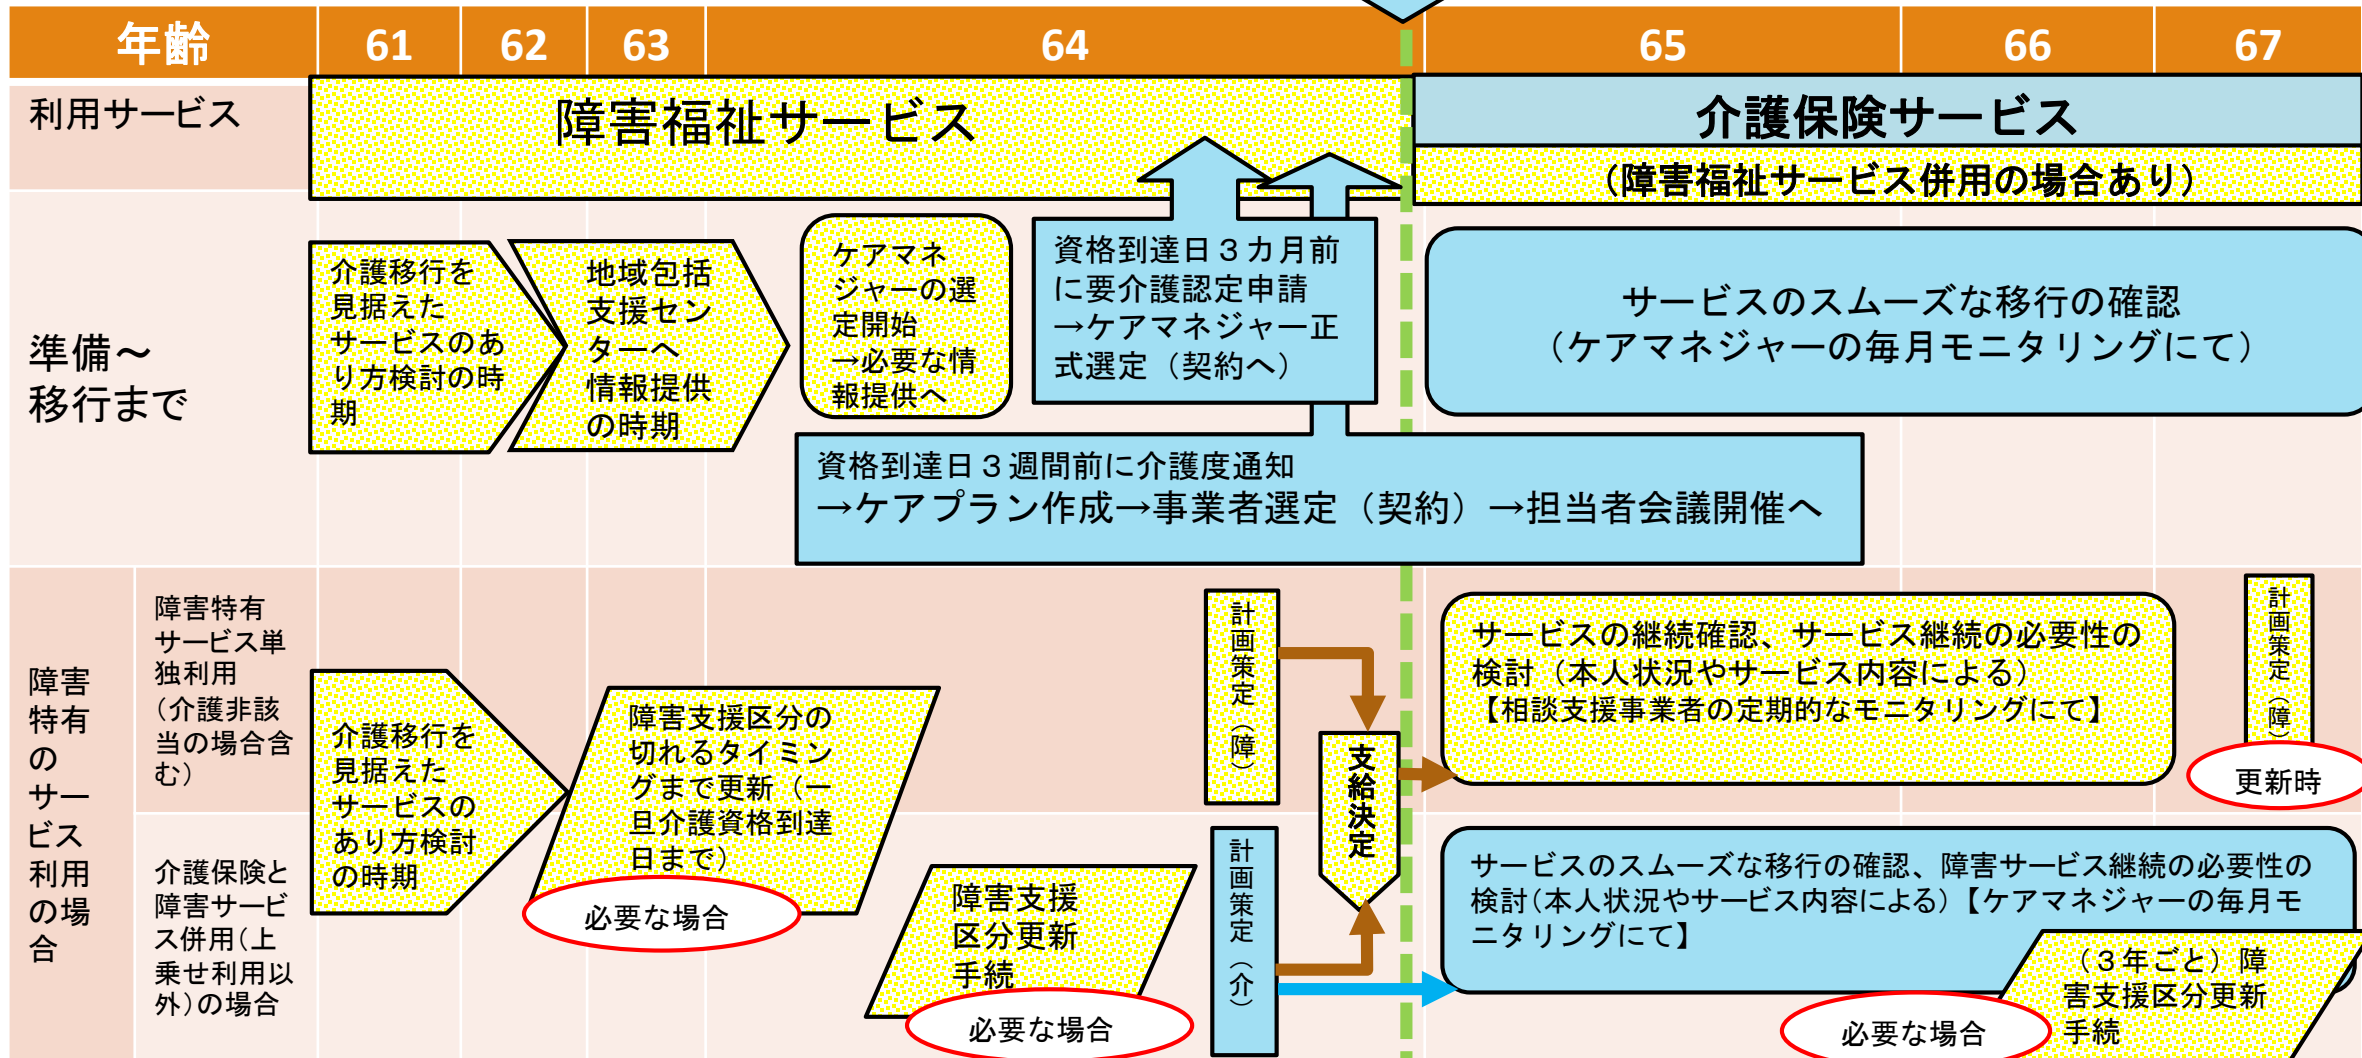 年齢
61
62
63
64
65
66
67
利用サービス
障害福祉サービス
介護保険サービス
（障害福祉サービス併用の場合あり）
準備～
移行まで
介護移行を
見据えた
サービスのあ
り方検討の時
期
地域包括
支援セン
ターへ
情報提供
の時期
ケアマネ
ジャーの選
定開始
→必要な情
報提供へ
資格到達日３カ月前
に要介護認定申請
→ケアマネジャー正
式選定（契約へ）
サービスのスムーズな移行の確認
（ケアマネジャーの毎月モニタリングにて）
資格到達日３週間前に介護度通知
→ケアプラン作成→事業者選定（契約）→担当者会議開催へ
障害
特有
の
サー
ビス
利用
の場
合
障害特有
サービス単
独利用
（介護非該
当の場合含
む）
介護保険と
障害サービ
ス併用（上
乗せ利用以
外）の場合
介護移行を
見据えた
サービスの
あり方検討
の時期
障害支援区分の
切れるタイミン
グまで更新（一
旦介護資格到達
日まで）
必要な場合
障害支援
区分更新
手続
必要な場合
計画策定（障）
計画策定（介）
支給決定
サービスの継続確認、サービス継続の必要性の
検討（本人状況やサービス内容による）
【相談支援事業者の定期的なモニタリングにて】
計画策定（障）
更新時
サービスのスムーズな移行の確認、障害サービス継続の必要性の
検討（本人状況やサービス内容による）【ケアマネジャーの毎月モ
ニタリングにて】
（３年ごと）障
害支援区分更新
手続
必要な場合